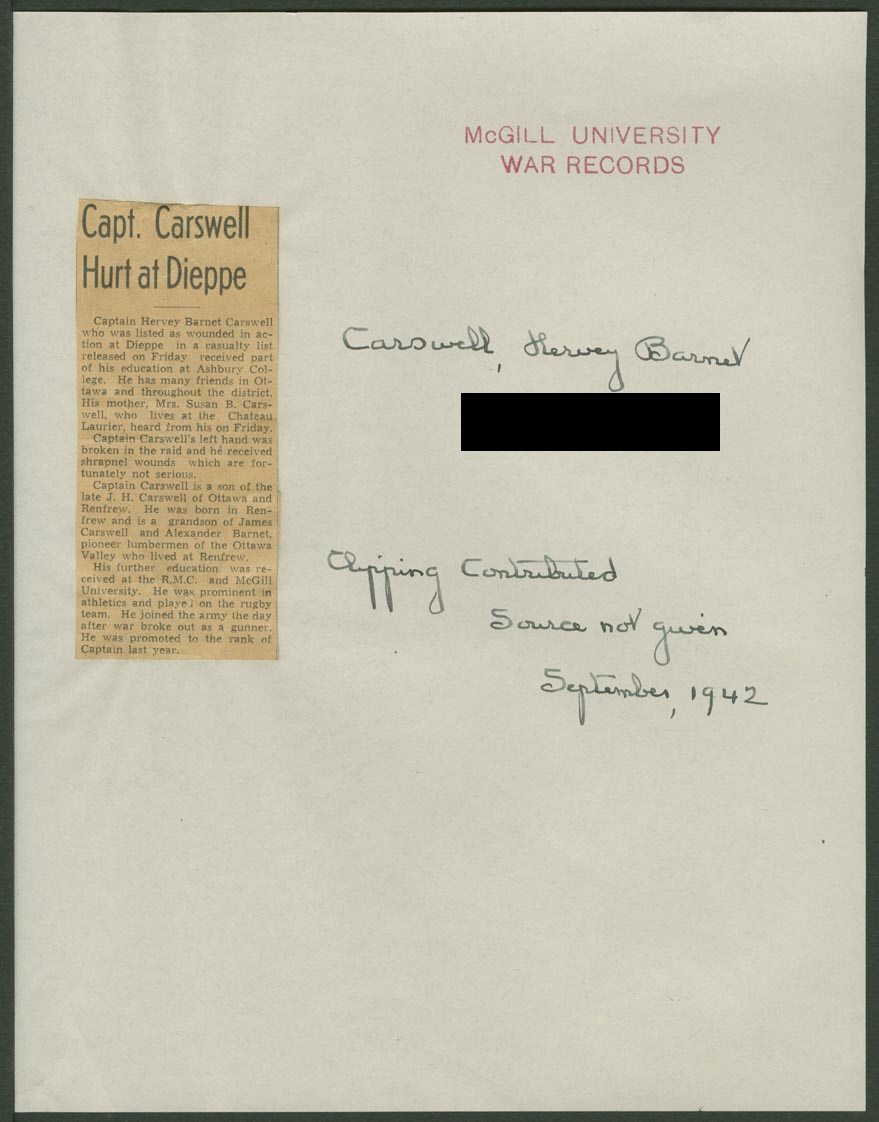 McGILL UNIVERSITY
WAR RECORDS
Capt. Carswell
Hurt at Dieppe
Captain Hervey Barnet Carswell
who was listed as wounded in ac-
tion at Dieppe in a casualty list
released on Friday received part
of his education at Ashbury Col-
lege. He has many friends in Ot-
tawa and throughout the district.
His mother, Mrs. Susan B. Cars-
well, who lives at the Chateau
Laurier, heard from his on Friday.
Captain Carswell's left hand was
broken in the raid and he received
shrapnel wounds which are for-
tunately not serious.
Captain Carswell is a son of the
late J. H. Carswell of Ottawa and
Renfrew. He was born in Ren-
frew and is a grandson of James
Carswell and Alexander Barnet,
pioneer lumbermen of the Ottawa
Valley who lived at Renfrew.
His further education was re-
ceived at the R.M.C. and McGill
University. He was prominent in
athletics and played on the rugby
team. He joined the army the day
after war broke out as a gunner.
He was promoted to the rank of
Captain last year.
Carswell, Hervey Barnet
Clipping Contributed
Source not given
September, 1942